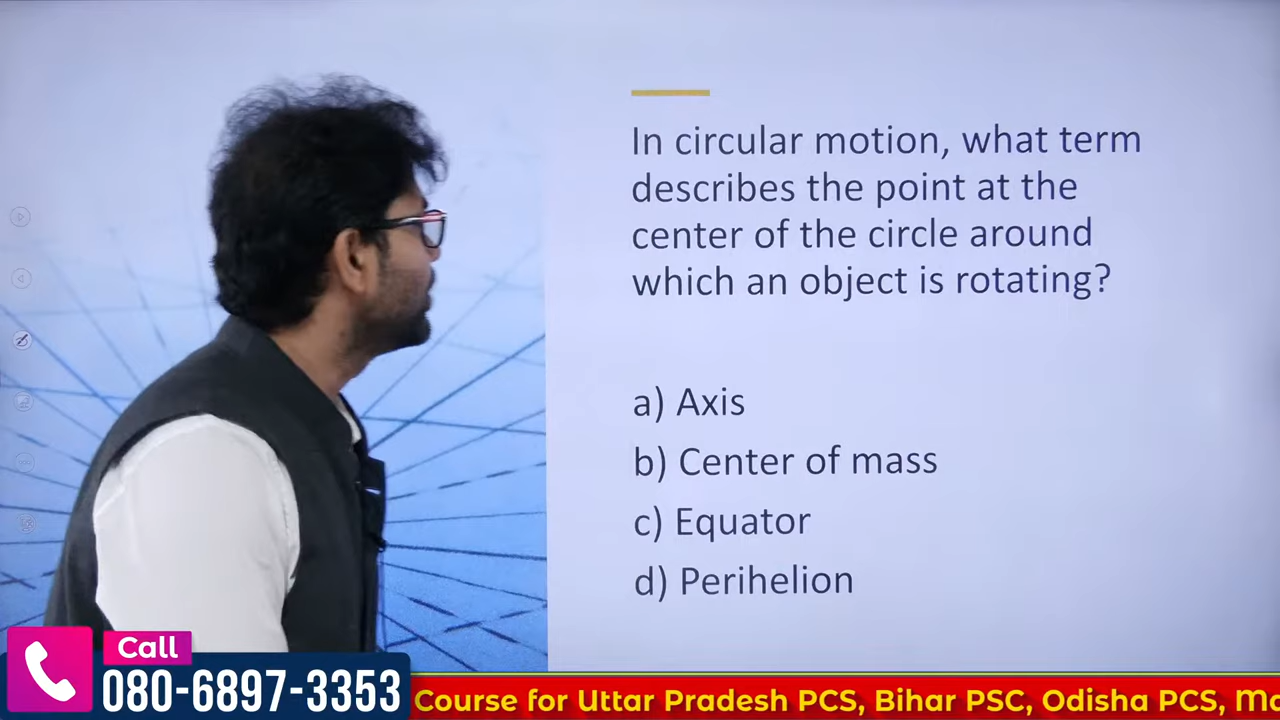 In circular motion, what term
describes the point at the
center of the circle around
which an object is rotating?
a) Axis
b) Center of mass
c) Equator
d) Perihelion
Call
080-6897-3353
Course for Uttar Pradesh PCS, Bihar PSC, Odisha PCS,